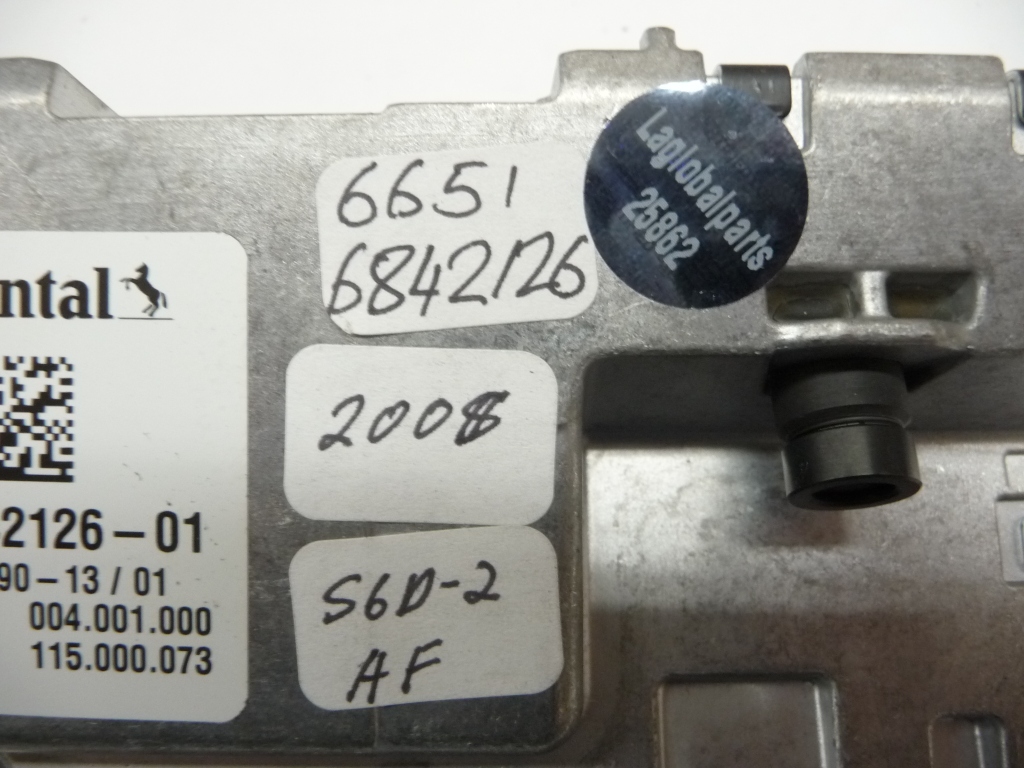 ntal
2126-01
90-13/01
004.001.000
115.000.073
6651
6842126
2008
S6D-2
AF
Laglobalparts
25862